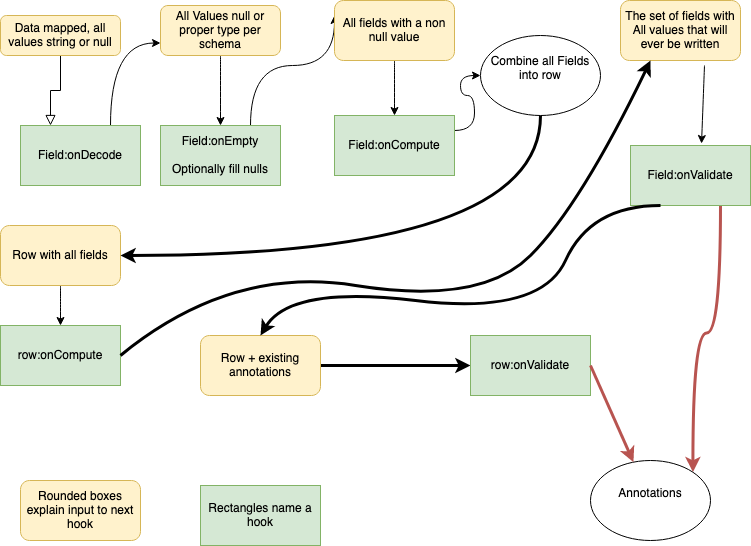 Data mapped, all
values string or null
All Values null or
proper type per
schema
All fields with a non
null value
Combine all Fields
into row
The set of fields with
All values that will
ever be written
Field:onDecode
Field:onEmpty
Optionally fill nulls
Field:onCompute
Field:onValidate
Row with all fields
row:onCompute
Row + existing
annotations
row:onValidate
Annotations
Rounded boxes
explain input to next
hook
Rectangles name a
hook